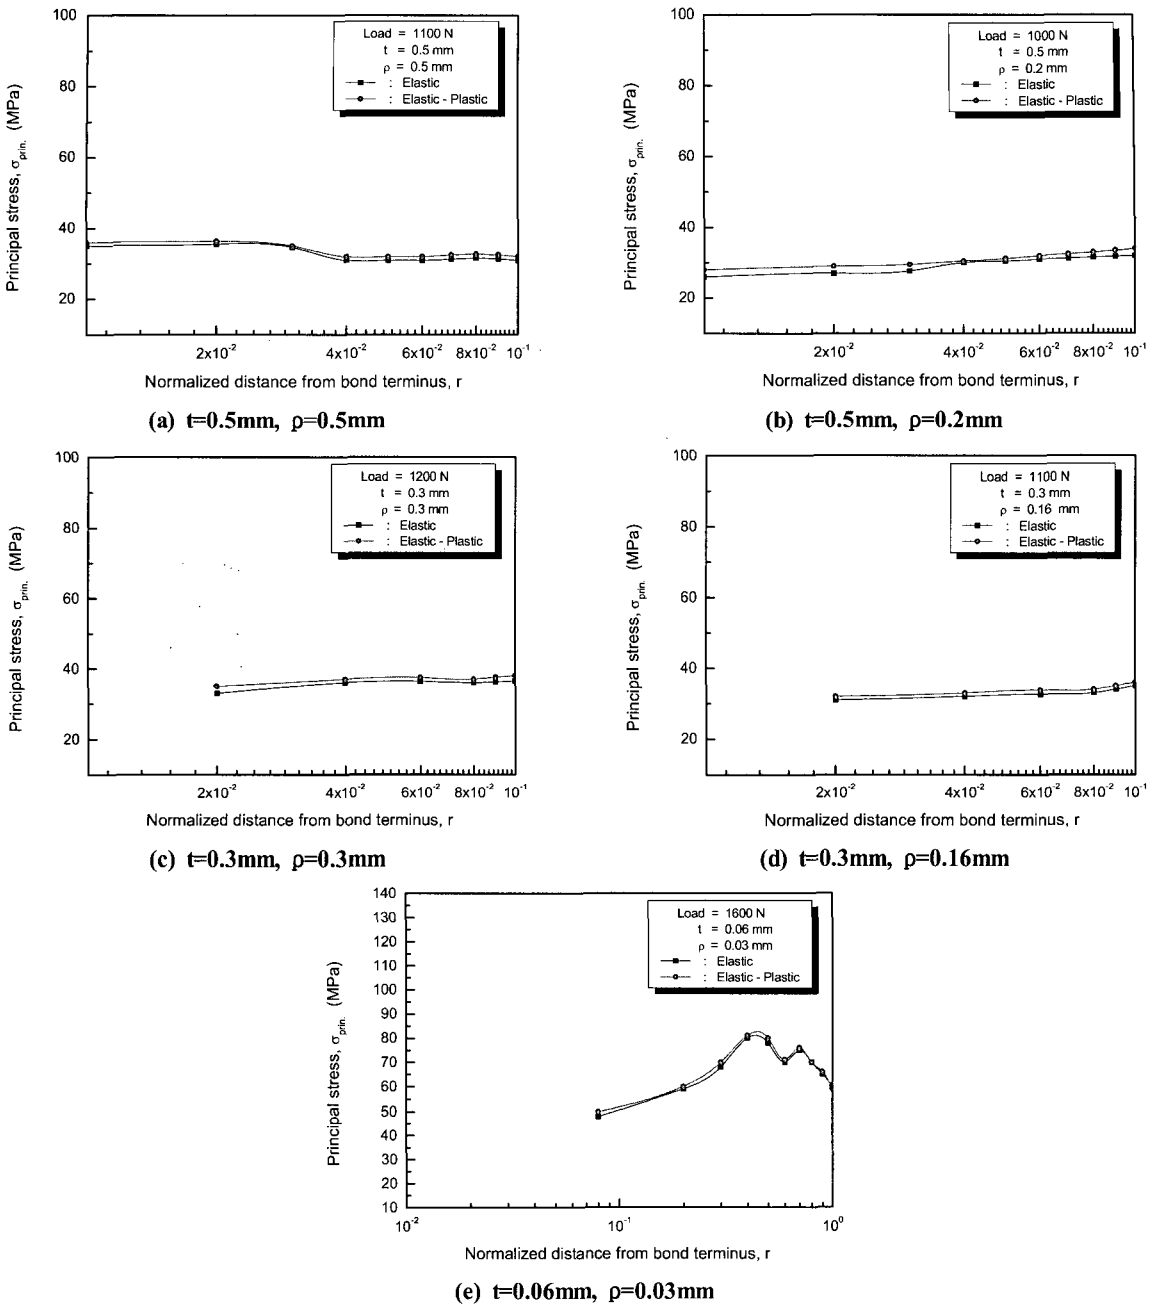 100
80
60
40
20
Principal stress, σprin. (MPa)
Load = 1100 N
t = 0.5 mm
ρ = 0.5 mm
: Elastic
: Elastic - Plastic
2x10-2
4x10-2
6x10-2
8x10-2
10-1
Normalized distance from bond terminus, r
(a) t=0.5mm, ρ=0.5mm
100
80
60
40
20
Principal stress, σprin. (MPa)
Load = 1000 N
t = 0.5 mm
ρ = 0.2 mm
: Elastic
: Elastic - Plastic
2x10-2
4x10-2
6x10-2
8x10-2
10-1
Normalized distance from bond terminus, r
(b) t=0.5mm, ρ=0.2mm
100
80
60
40
20
Principal stress, σprin. (MPa)
Load = 1200 N
t = 0.3 mm
ρ = 0.3 mm
: Elastic
: Elastic - Plastic
2x10-2
4x10-2
6x10-2
8x10-2
10-1
Normalized distance from bond terminus, r
(c) t=0.3mm, ρ=0.3mm
100
80
60
40
20
Principal stress, σprin. (MPa)
Load = 1100 N
t = 0.3 mm
ρ = 0.16 mm
: Elastic
: Elastic - Plastic
2x10-2
4x10-2
6x10-2
8x10-2
10-1
Normalized distance from bond terminus, r
(d) t=0.3mm, ρ=0.16mm
140
130
120
110
100
90
80
70
60
50
40
30
20
10
Principal stress, σprin. (MPa)
Load = 1600 N
t = 0.06 mm
ρ = 0.03 mm
: Elastic
: Elastic - Plastic
10-2
10-1
100
Normalized distance from bond terminus, r
(e) t=0.06mm, ρ=0.03mm